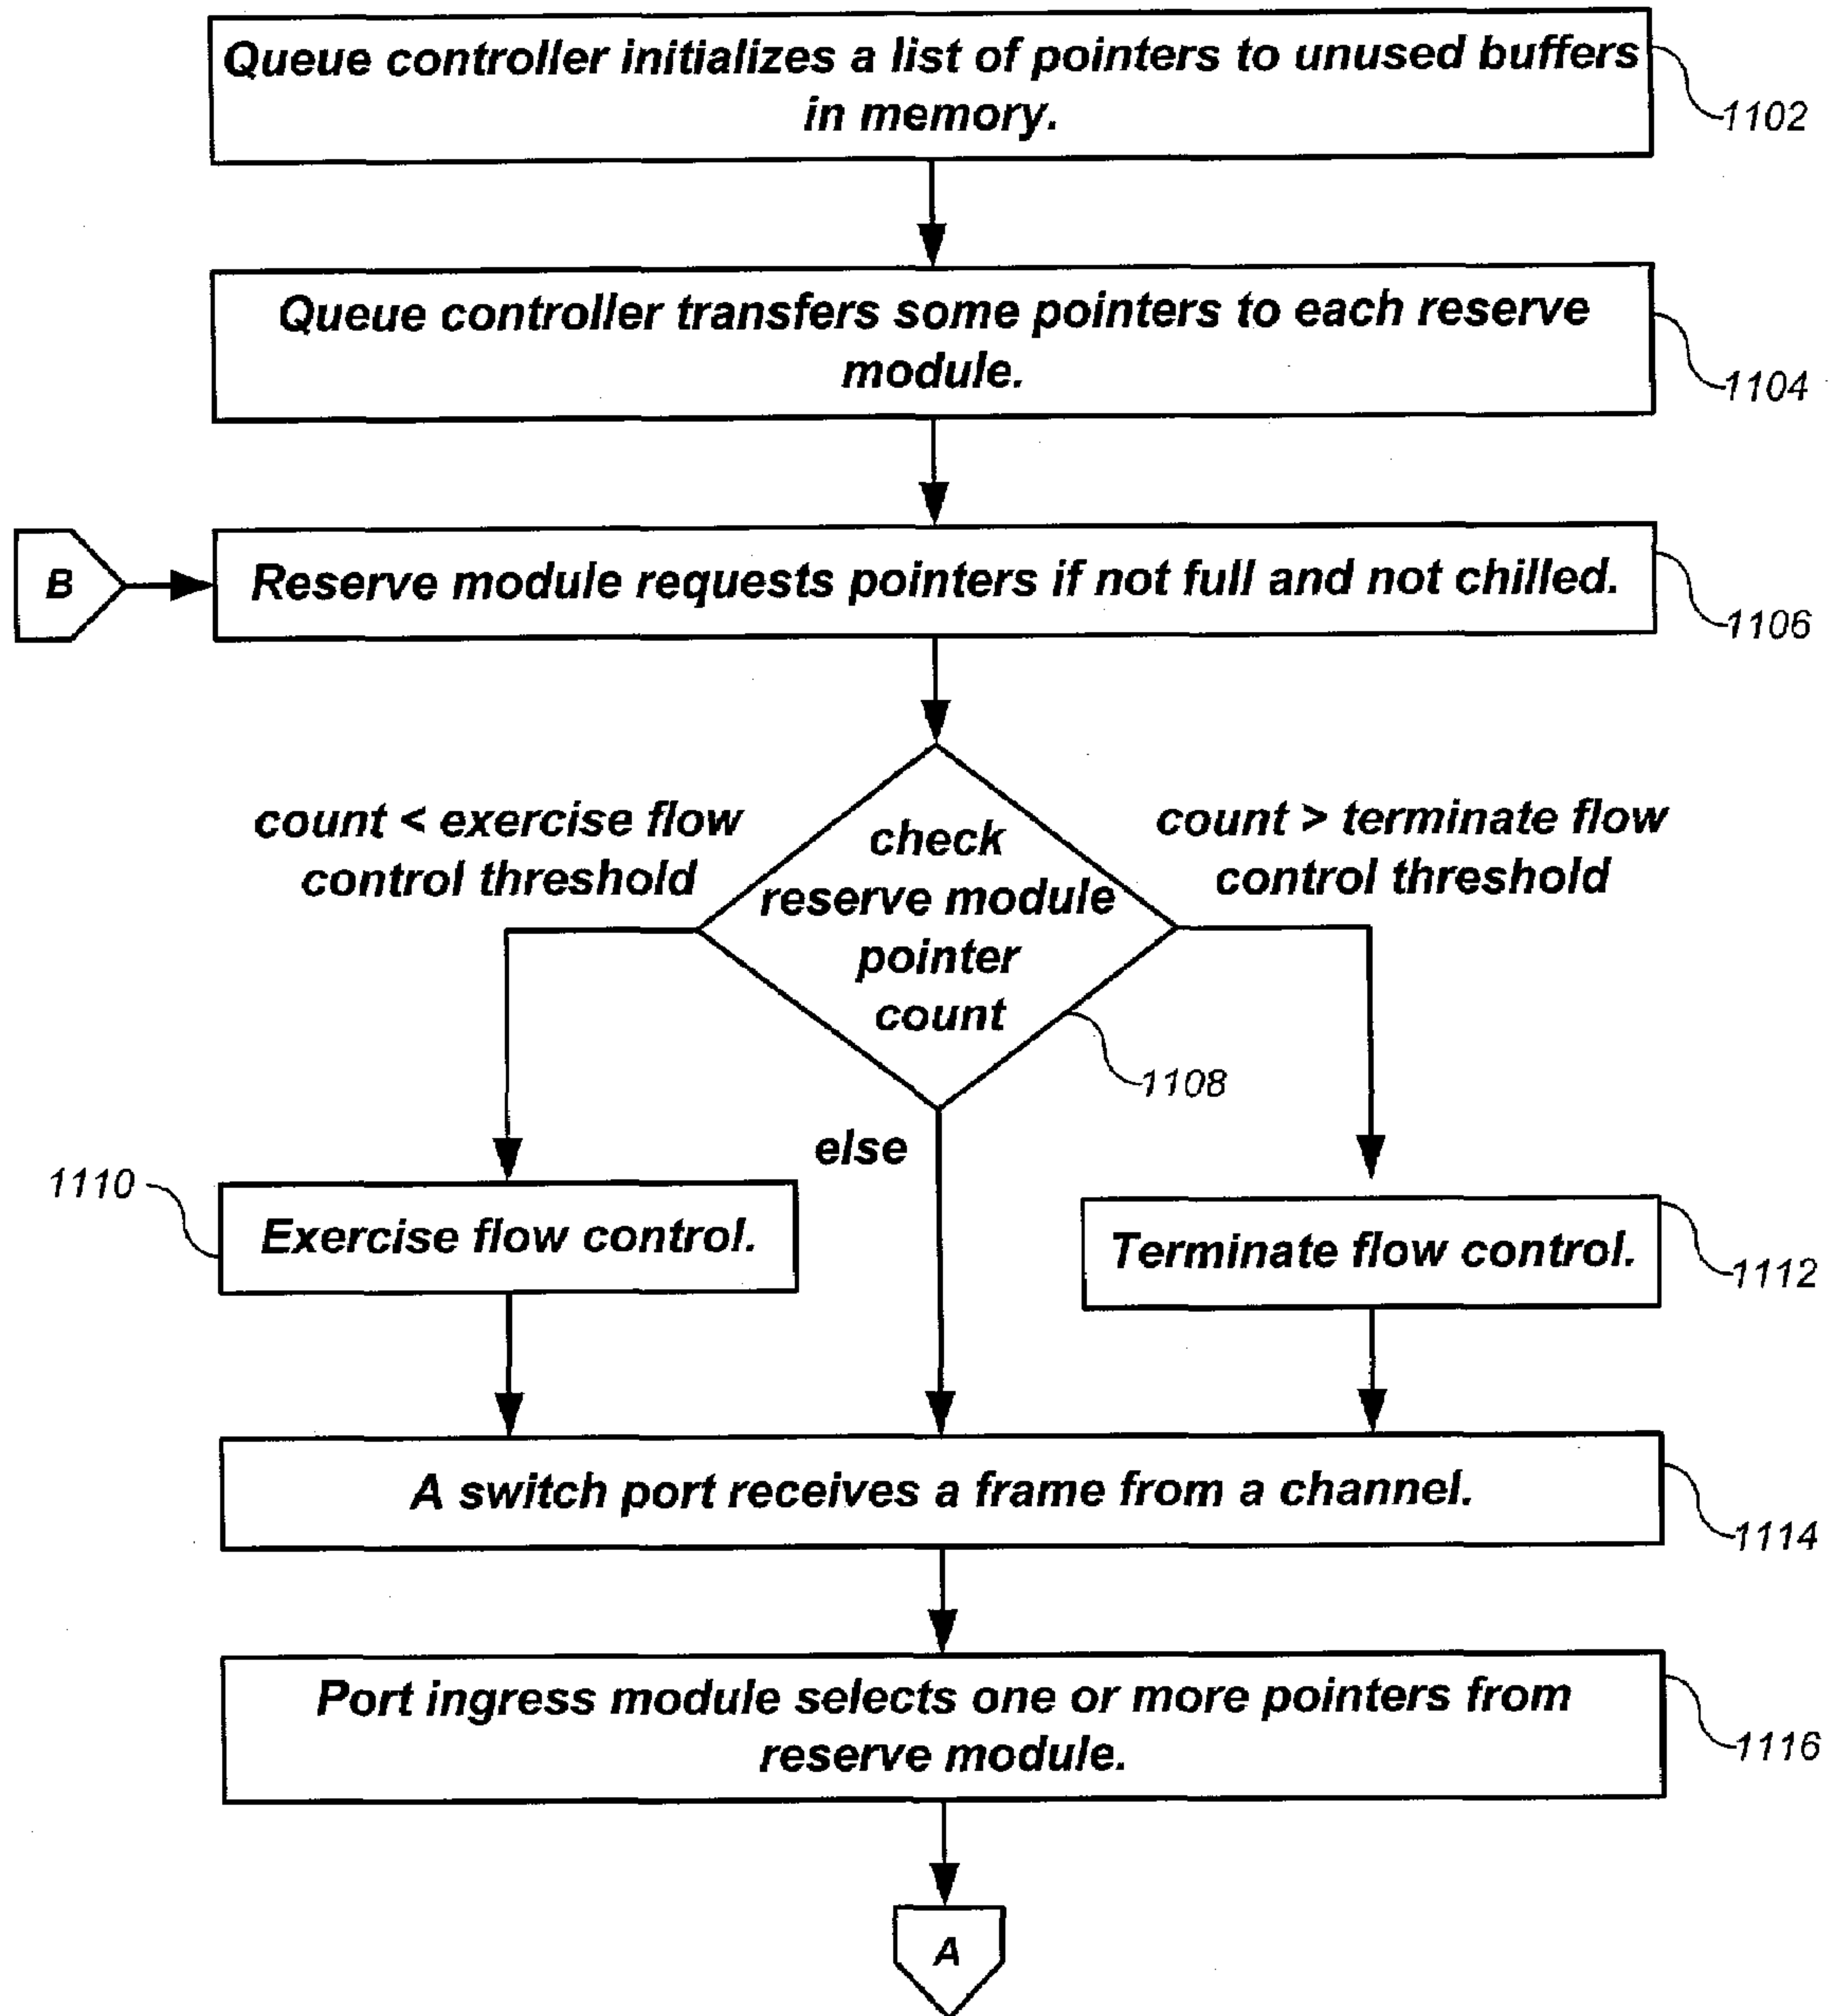 Queue controller initializes a list of pointers to unused buffers
in memory.
1102
Queue controller transfers some pointers to each reserve
module.
1104
B
Reserve module requests pointers if not full and not chilled.
1106
count < exercise flow
control threshold
check
reserve module
pointer
count
count > terminate flow
control threshold
1108
else
1110
Exercise flow control.
Terminate flow control.
1112
A switch port receives a frame from a channel.
1114
Port ingress module selects one or more pointers from
reserve module.
1116
A